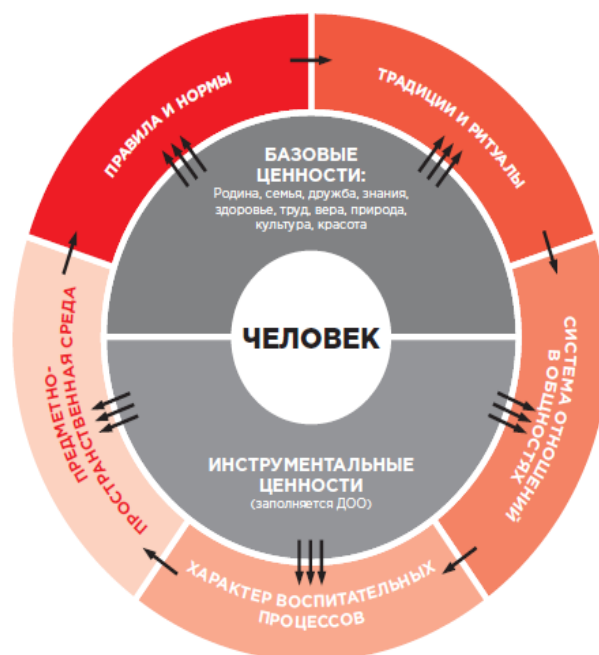 ПРАВИЛА И НОРМЫ
ТРАДИЦИИ И РИТУАЛЫ
БАЗОВЫЕ
ЦЕННОСТИ:
Родина, семья, дружба, знания,
здоровье, труд, вера, природа,
культура, красота
ЧЕЛОВЕК
ПРЕДМЕТНО-
ПРОСТРАНСТВЕННАЯ СРЕДА
СИСТЕМА ОТНОШЕНИЙ
В ОБЩНОСТЯХ
ИНСТРУМЕНТАЛЬНЫЕ
ЦЕННОСТИ
(заполняется ДОО)
ХАРАКТЕР ВОСПИТАТЕЛЬНЫХ
ПРОЦЕССОВ